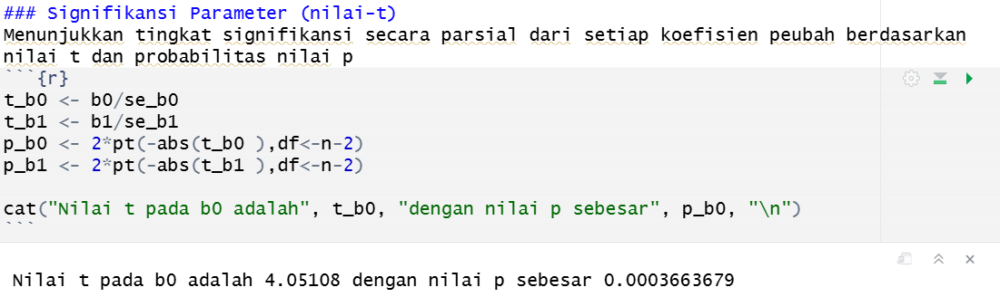 ### Signifikansi Parameter (nilai-t)
Menunjukkan tingkat signifikansi secara parsial dari setiap koefisien peubah berdasarkan
nilai t dan probabilitas nilai p
```{r}
t_b0 <- b0/se_b0
t_b1 <- b1/se_b1
p_b0 <- 2*pt(-abs(t_b0 ),df<-n-2)
p_b1 <- 2*pt(-abs(t_b1 ),df<-n-2)
cat("Nilai t pada b0 adalah", t_b0, "dengan nilai p sebesar", p_b0, "\n")
```
Nilai t pada b0 adalah 4.05108 dengan nilai p sebesar 0.0003663679